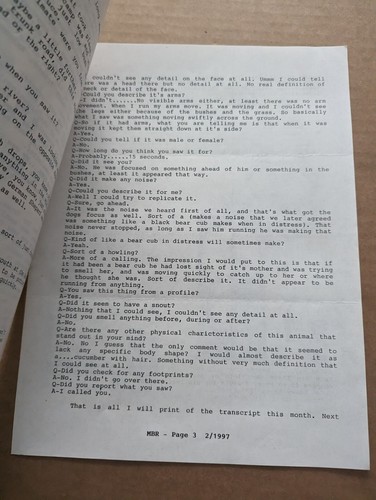 couldn't see any detail on the face at all. Ummm I could tell
there was a head there but no detail at all. No real definition of
neck or detail of the face.
Q-Could you describe it's arms?
A-I didn't.......No visible arms either, at least there was no arm
movement. When I run my arms move. It was moving and I couldn't see
the legs either because of the bushes and the grass. So basically
what I saw was something moving swiftly across the ground.
Q-So if it had arms, what you are telling me is that when it was
moving it kept them straight down at it's side?
A-Yes.
Q-Could you tell if it was male or female?
A-No.
Q-How long do you think you saw it for?
A-Probably.....15 seconds.
Q-Did it see you?
A-No. He was focused on something ahead of him or something in the
bushes, at least it appeared that way.
Q-Did it make any noise?
A-Yes.
Q-Could you describe it for me?
A-Well I could try to replicate it.
Q-Sure, go ahead.
A-It was the noise we heard first of all, and that's what got the
dogs focus as well. Sort of a (makes a noise that we later agreed
was something like a black bear cub makes when in distress). That
noise never stopped, as long as I saw him running he was making that
noise.
Q-Kind of like a bear cub in distress will sometimes make?
A-Yeah.
Q-Sort of a howling?
A-More of a calling. The impression I would put to this is that if
it had been a bear cub had lost sight of it's mother and was trying
to smell her, and was moving quickly to catch up to her or where
he thought she was. Sort of describe it. It didn't appear to be
running from anything.
Q-You saw this thing from a profile?
A-Yes.
Q-Did it seem to have a snout?
A-Nothing that I could see, I couldn't see any detail at all.
Q-Did you smell anything before, during or after?
A-No.
Q-Are there any other physical charictoristics of this animal that
stand out in your mind?
A-No. No I guess that the only comment would be that it seemed to
lack any specific body shape? I would almost describe it as
a....cucumber with hair. Something without very much definition that
I could see at all.
Q-Did you check for any footprints?
A-No. I didn't go over there.
Q-Did you report what you saw?
A-I called you.
That is all I will print of the transcript this month. Next
MBR - Page 3 2/1997